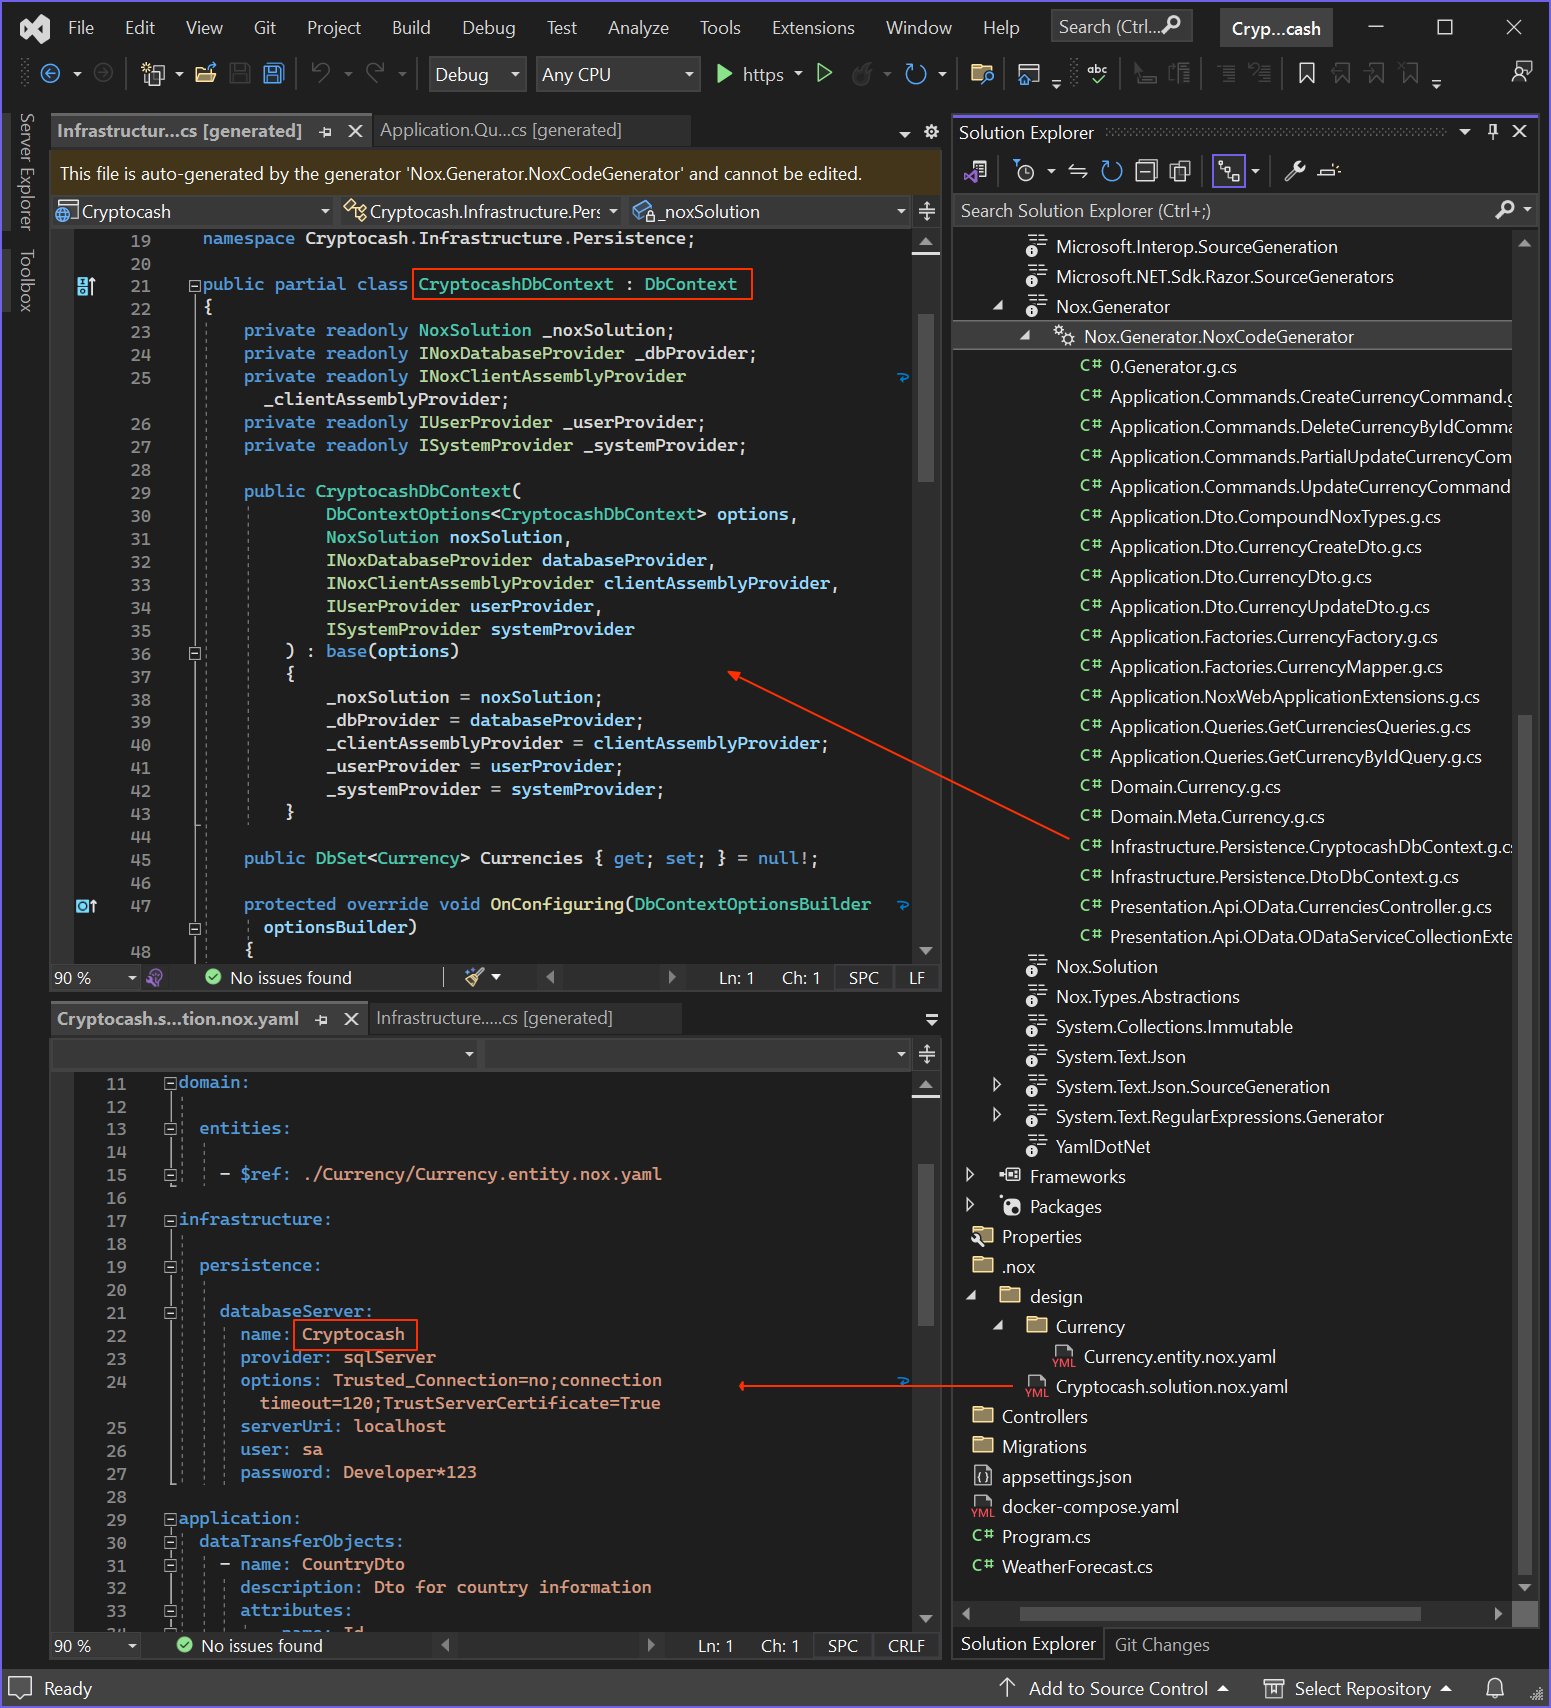 File Edit View Git Project Build Debug Test Analyze Tools Extensions Window Help Search (Ctrl... Cryp...cash
Debug Any CPU https abc
Server Explorer
Toolbox
Infrastructur...cs [generated] Application.Qu...cs [generated]
This file is auto-generated by the generator 'Nox.Generator.NoxCodeGenerator' and cannot be edited.
Cryptocash Cryptocash.Infrastructure.Pers _noxSolution
19 namespace Cryptocash.Infrastructure.Persistence;
20
21 public partial class CryptocashDbContext : DbContext
22 {
23 private readonly NoxSolution _noxSolution;
24 private readonly INoxDatabaseProvider _dbProvider;
25 private readonly INoxClientAssemblyProvider
_clientAssemblyProvider;
26 private readonly IUserProvider _userProvider;
27 private readonly ISystemProvider _systemProvider;
28
29 public CryptocashDbContext(
30 DbContextOptions<CryptocashDbContext> options,
31 NoxSolution noxSolution,
32 INoxDatabaseProvider databaseProvider,
33 INoxClientAssemblyProvider clientAssemblyProvider,
34 IUserProvider userProvider,
35 ISystemProvider systemProvider
36 ) : base(options)
37 {
38 _noxSolution = noxSolution;
39 _dbProvider = databaseProvider;
40 _clientAssemblyProvider = clientAssemblyProvider;
41 _userProvider = userProvider;
42 _systemProvider = systemProvider;
43 }
44
45 public DbSet<Currency> Currencies { get; set; } = null!;
46
47 protected override void OnConfiguring(DbContextOptionsBuilder
optionsBuilder)
48 {
90 % No issues found Ln: 1 Ch: 1 SPC LF
Cryptocash.s...tion.nox.yaml Infrastructure.....cs [generated]
11 domain:
12
13 entities:
14
15 - $ref: ./Currency/Currency.entity.nox.yaml
16
17 infrastructure:
18
19 persistence:
20
21 databaseServer:
22 name: Cryptocash
23 provider: sqlServer
24 options: Trusted_Connection=no;connection
timeout=120;TrustServerCertificate=True
25 serverUri: localhost
26 user: sa
27 password: Developer*123
28
29 application:
30 dataTransferObjects:
31 - name: CountryDto
32 description: Dto for country information
33 attributes:
34 - name: Id
90 % No issues found Ln: 1 Ch: 1 SPC CRLF
Solution Explorer
Search Solution Explorer (Ctrl+;)
Microsoft.Interop.SourceGeneration
Microsoft.NET.Sdk.Razor.SourceGenerators
Nox.Generator
Nox.Generator.NoxCodeGenerator
C# 0.Generator.g.cs
C# Application.Commands.CreateCurrencyCommand.g
C# Application.Commands.DeleteCurrencyByIdComma
C# Application.Commands.PartialUpdateCurrencyCom
C# Application.Commands.UpdateCurrencyCommand
C# Application.Dto.CompoundNoxTypes.g.cs
C# Application.Dto.CurrencyCreateDto.g.cs
C# Application.Dto.CurrencyDto.g.cs
C# Application.Dto.CurrencyUpdateDto.g.cs
C# Application.Factories.CurrencyFactory.g.cs
C# Application.Factories.CurrencyMapper.g.cs
C# Application.NoxWebApplicationExtensions.g.cs
C# Application.Queries.GetCurrenciesQueries.g.cs
C# Application.Queries.GetCurrencyByIdQuery.g.cs
C# Domain.Currency.g.cs
C# Domain.Meta.Currency.g.cs
C# Infrastructure.Persistence.CryptocashDbContext.g.cs
C# Infrastructure.Persistence.DtoDbContext.g.cs
C# Presentation.Api.OData.CurrenciesController.g.cs
C# Presentation.Api.OData.ODataServiceCollectionExte
Nox.Solution
Nox.Types.Abstractions
System.Collections.Immutable
System.Text.Json
System.Text.Json.SourceGeneration
System.Text.RegularExpressions.Generator
YamlDotNet
Frameworks
Packages
Properties
.nox
design
Currency
YML Currency.entity.nox.yaml
YML Cryptocash.solution.nox.yaml
Controllers
Migrations
appsettings.json
YML docker-compose.yaml
C# Program.cs
C# WeatherForecast.cs
Solution Explorer Git Changes
Ready Add to Source Control Select Repository